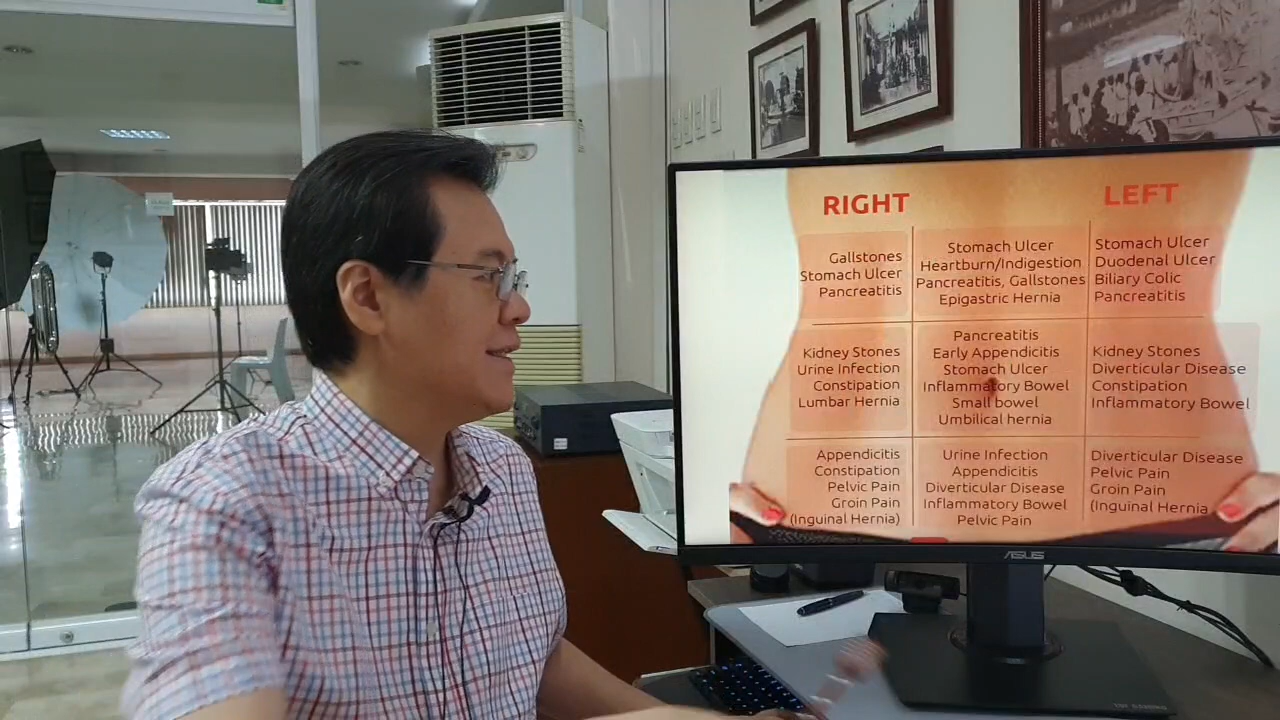 RIGHT
LEFT
Gallstones
Stomach Ulcer
Pancreatitis
Stomach Ulcer
Heartburn/Indigestion
Pancreatitis, Gallstones
Epigastric Hernia
Stomach Ulcer
Duodenal Ulcer
Biliary Colic
Pancreatitis
Kidney Stones
Urine Infection
Constipation
Lumbar Hernia
Pancreatitis
Early Appendicitis
Stomach Ulcer
Inflammatory Bowel
Small bowel
Umbilical hernia
Kidney Stones
Diverticular Disease
Constipation
Inflammatory Bowel
Appendicitis
Constipation
Pelvic Pain
Groin Pain
(Inguinal Hernia)
Urine Infection
Appendicitis
Diverticular Disease
Inflammatory Bowel
Pelvic Pain
Diverticular Disease
Pelvic Pain
Groin Pain
(Inguinal Hernia
ASUS